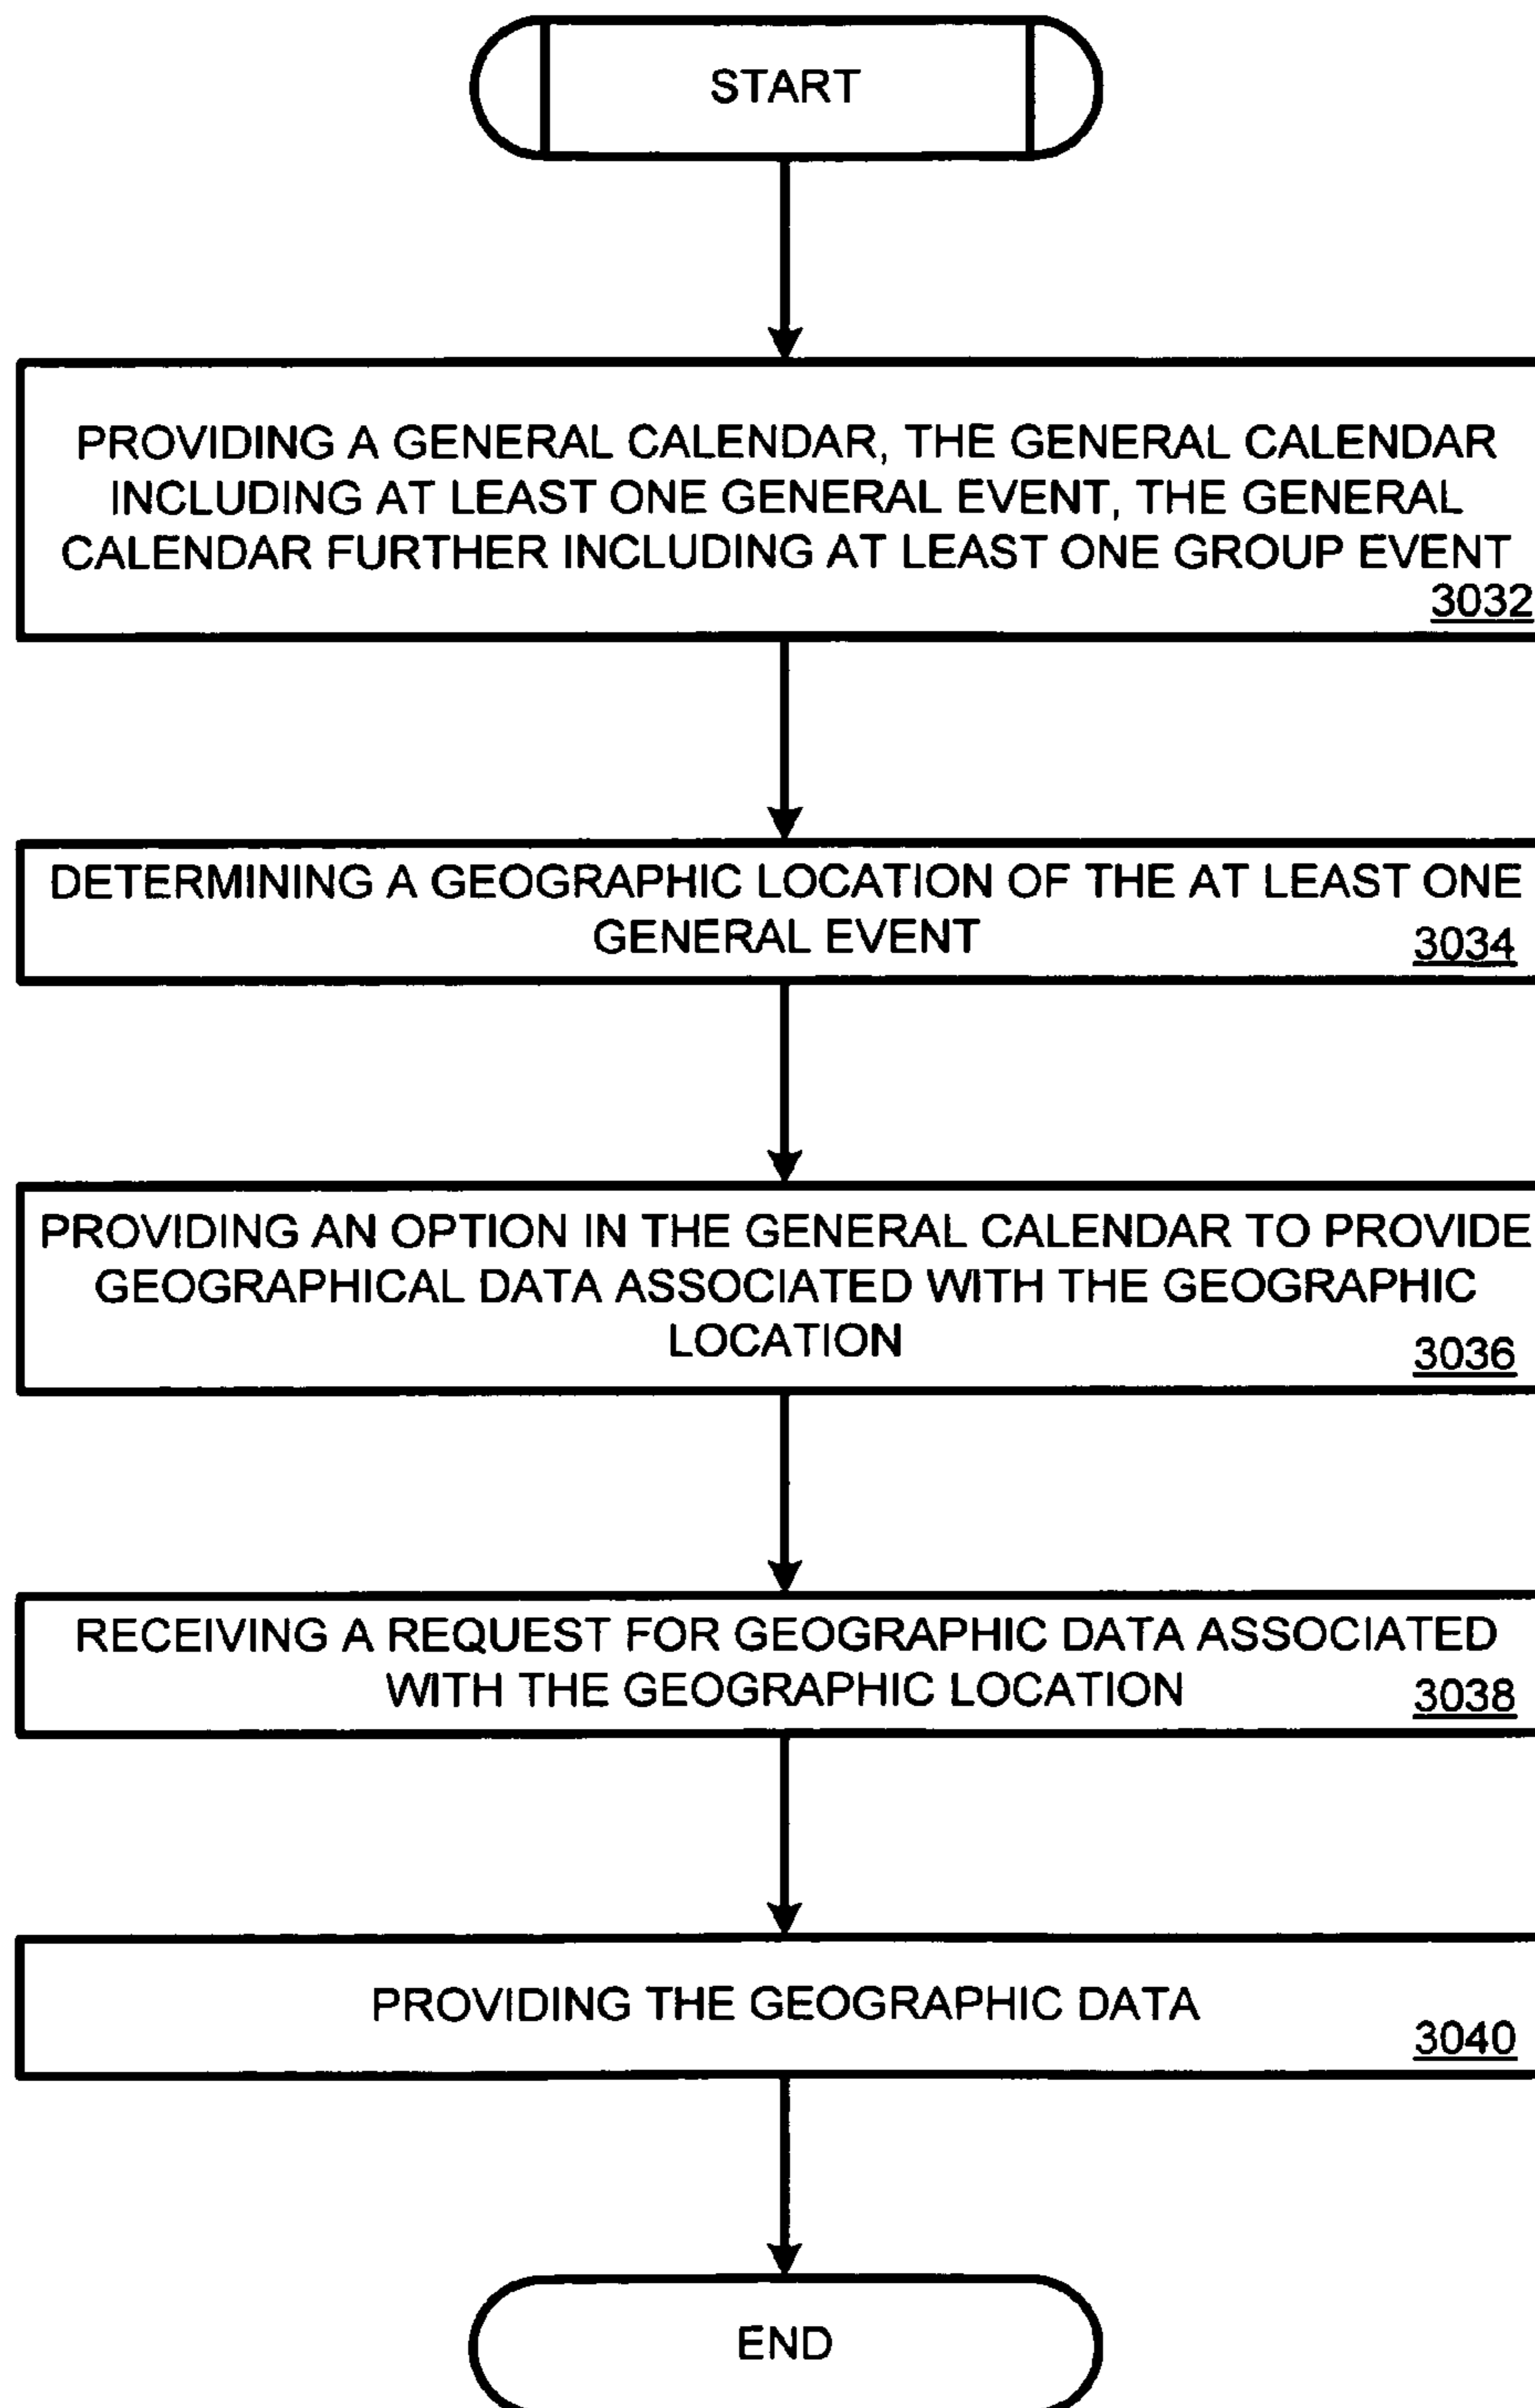 START
PROVIDING A GENERAL CALENDAR, THE GENERAL CALENDAR
INCLUDING AT LEAST ONE GENERAL EVENT, THE GENERAL
CALENDAR FURTHER INCLUDING AT LEAST ONE GROUP EVENT
3032
DETERMINING A GEOGRAPHIC LOCATION OF THE AT LEAST ONE
GENERAL EVENT
3034
PROVIDING AN OPTION IN THE GENERAL CALENDAR TO PROVIDE
GEOGRAPHICAL DATA ASSOCIATED WITH THE GEOGRAPHIC
LOCATION
3036
RECEIVING A REQUEST FOR GEOGRAPHIC DATA ASSOCIATED
WITH THE GEOGRAPHIC LOCATION
3038
PROVIDING THE GEOGRAPHIC DATA
3040
END